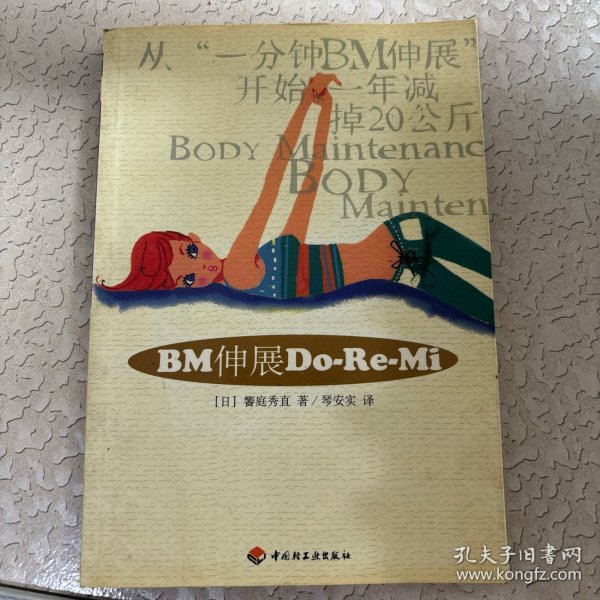 从、“一分钟BM伸展”
开始 一年减
掉20公斤
BODY Maintenanc
BODY
Mainten
BM伸展Do-Re-Mi
［日］饗庭秀直 著/琴安实 译
中国轻工业出版社
孔夫子旧书网
www.kongfz.com